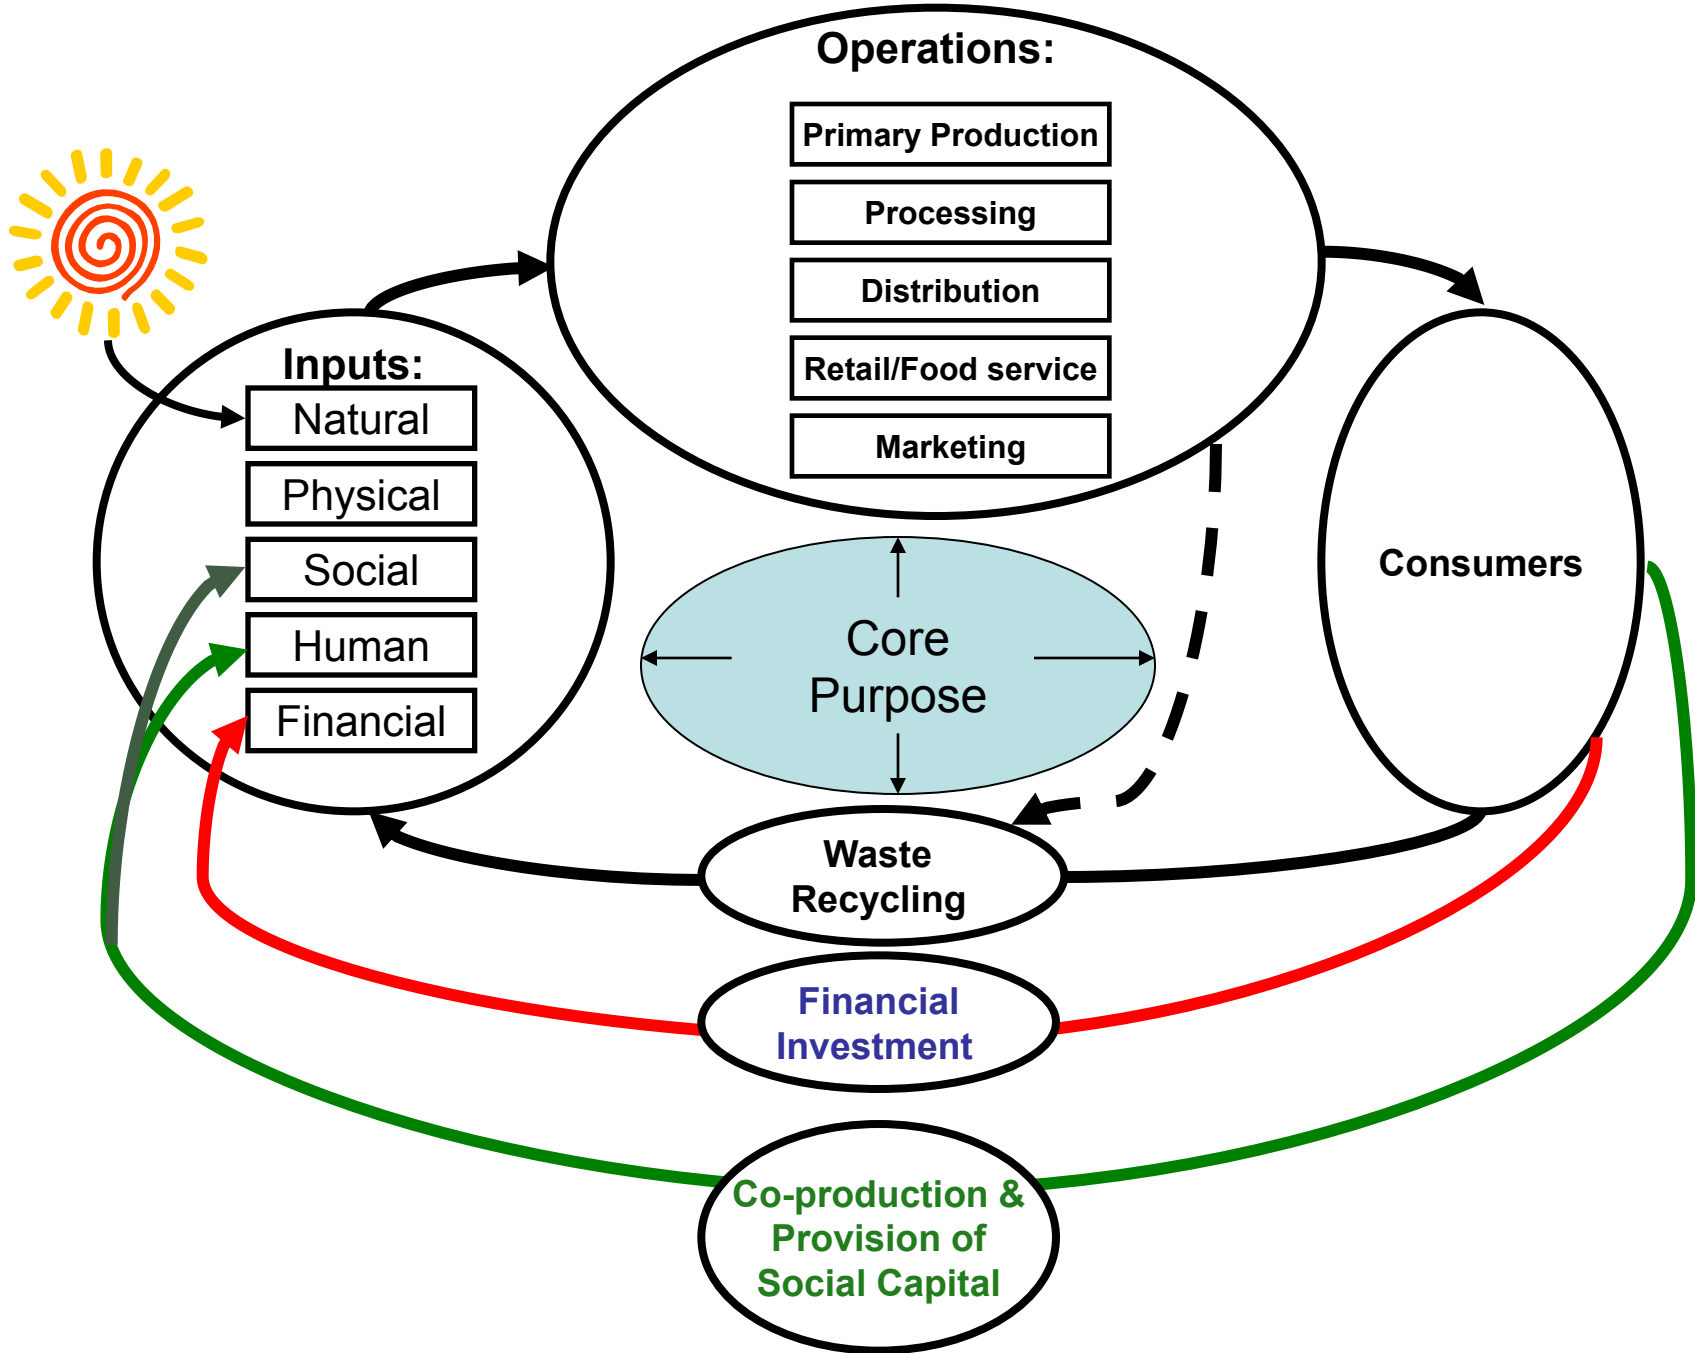 Operations:
Primary Production
Processing
Distribution
Retail/Food service
Marketing
Inputs:
Natural
Physical
Social
Human
Financial
Consumers
Core
Purpose
Waste
Recycling
Financial
Investment
Co-production &
Provision of
Social Capital